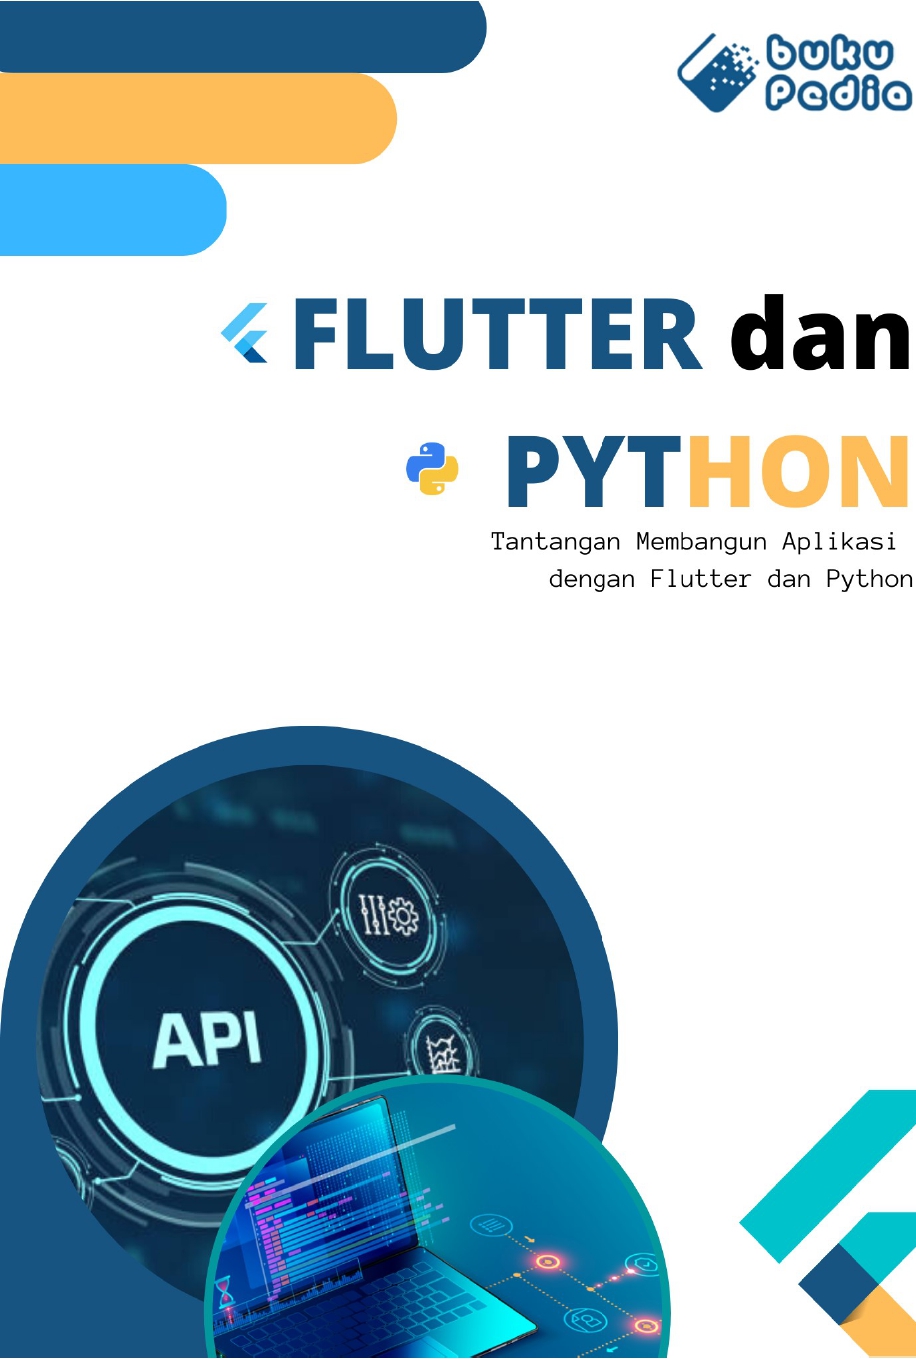 buku
Pedia
FLUTTER dan
PYTHON
Tantangan Membangun Aplikasi
dengan Flutter dan Python
API